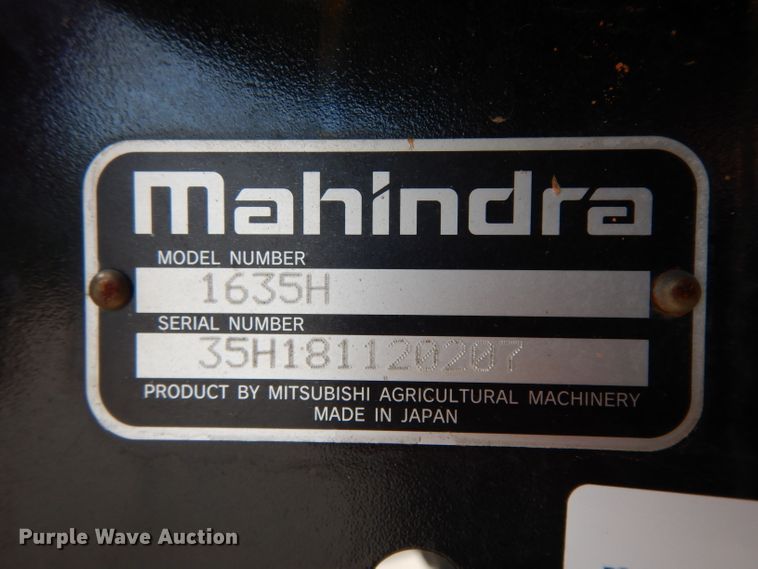 mahindra
MODEL NUMBER
1635H
SERIAL NUMBER
35H181120207
PRODUCT BY MITSUBISHI AGRICULTURAL MACHINERY
MADE IN JAPAN
Purple Wave Auction